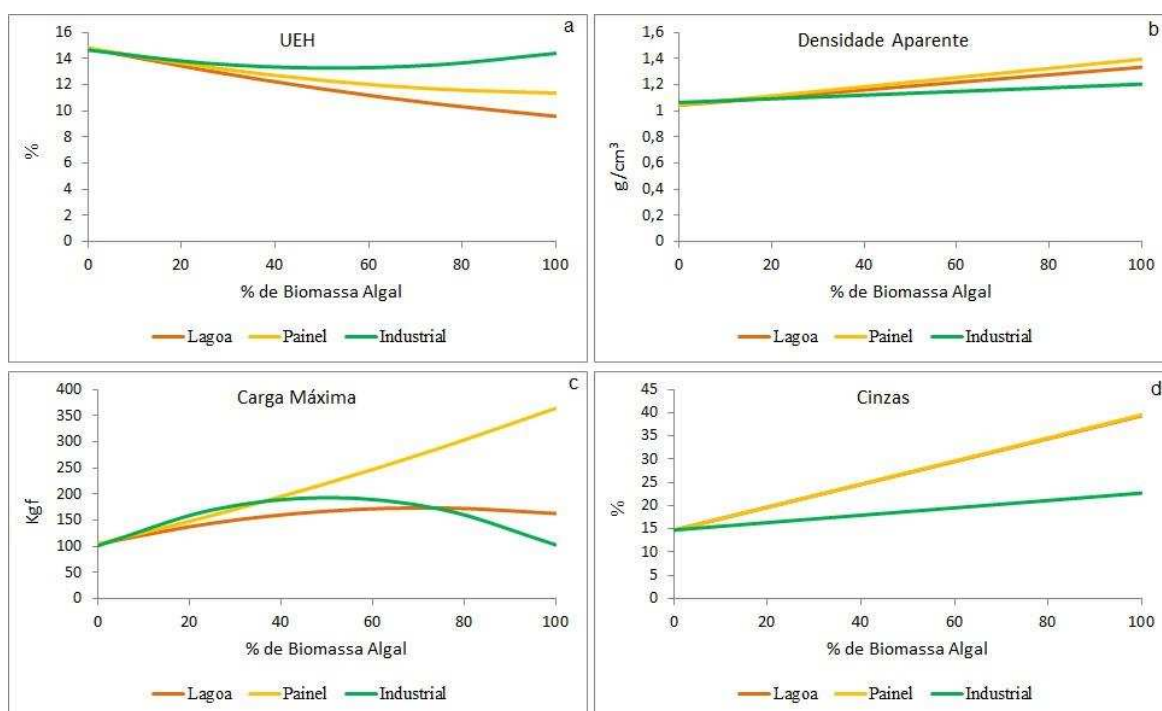 UEH
a
16
14
12
10
8
6
4
2
0
%
0 20 40 60 80 100
% de Biomassa Algal
Lagoa Painel Industrial
Densidade Aparente
b
1,6
1,4
1,2
1
0,8
0,6
0,4
0,2
0
g/cm³
0 20 40 60 80 100
% de Biomassa Algal
Lagoa Painel Industrial
Carga Máxima
c
400
350
300
250
200
150
100
50
0
Kgf
0 20 40 60 80 100
% de Biomassa Algal
Lagoa Painel Industrial
Cinzas
d
45
40
35
30
25
20
15
10
5
0
%
0 20 40 60 80 100
% de Biomassa Algal
Lagoa Painel Industrial